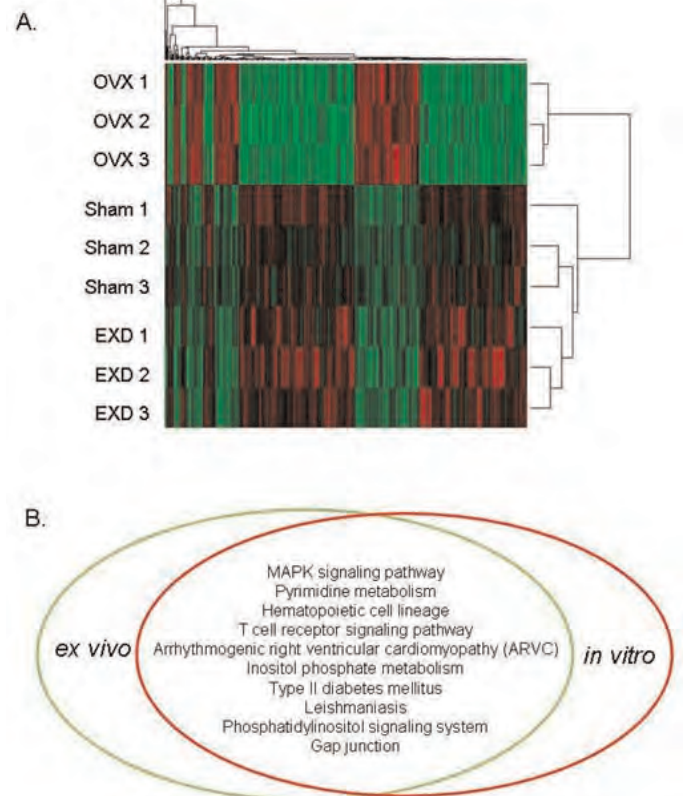 A.
OVX 1
OVX 2
OVX 3
Sham 1
Sham 2
Sham 3
EXD 1
EXD 2
EXD 3
B.
ex vivo
in vitro
MAPK signaling pathway
Pyrimidine metabolism
Hematopoietic cell lineage
T cell receptor signaling pathway
Arrhythmogenic right ventricular cardiomyopathy (ARVC)
Inositol phosphate metabolism
Type II diabetes mellitus
Leishmaniasis
Phosphatidylinositol signaling system
Gap junction